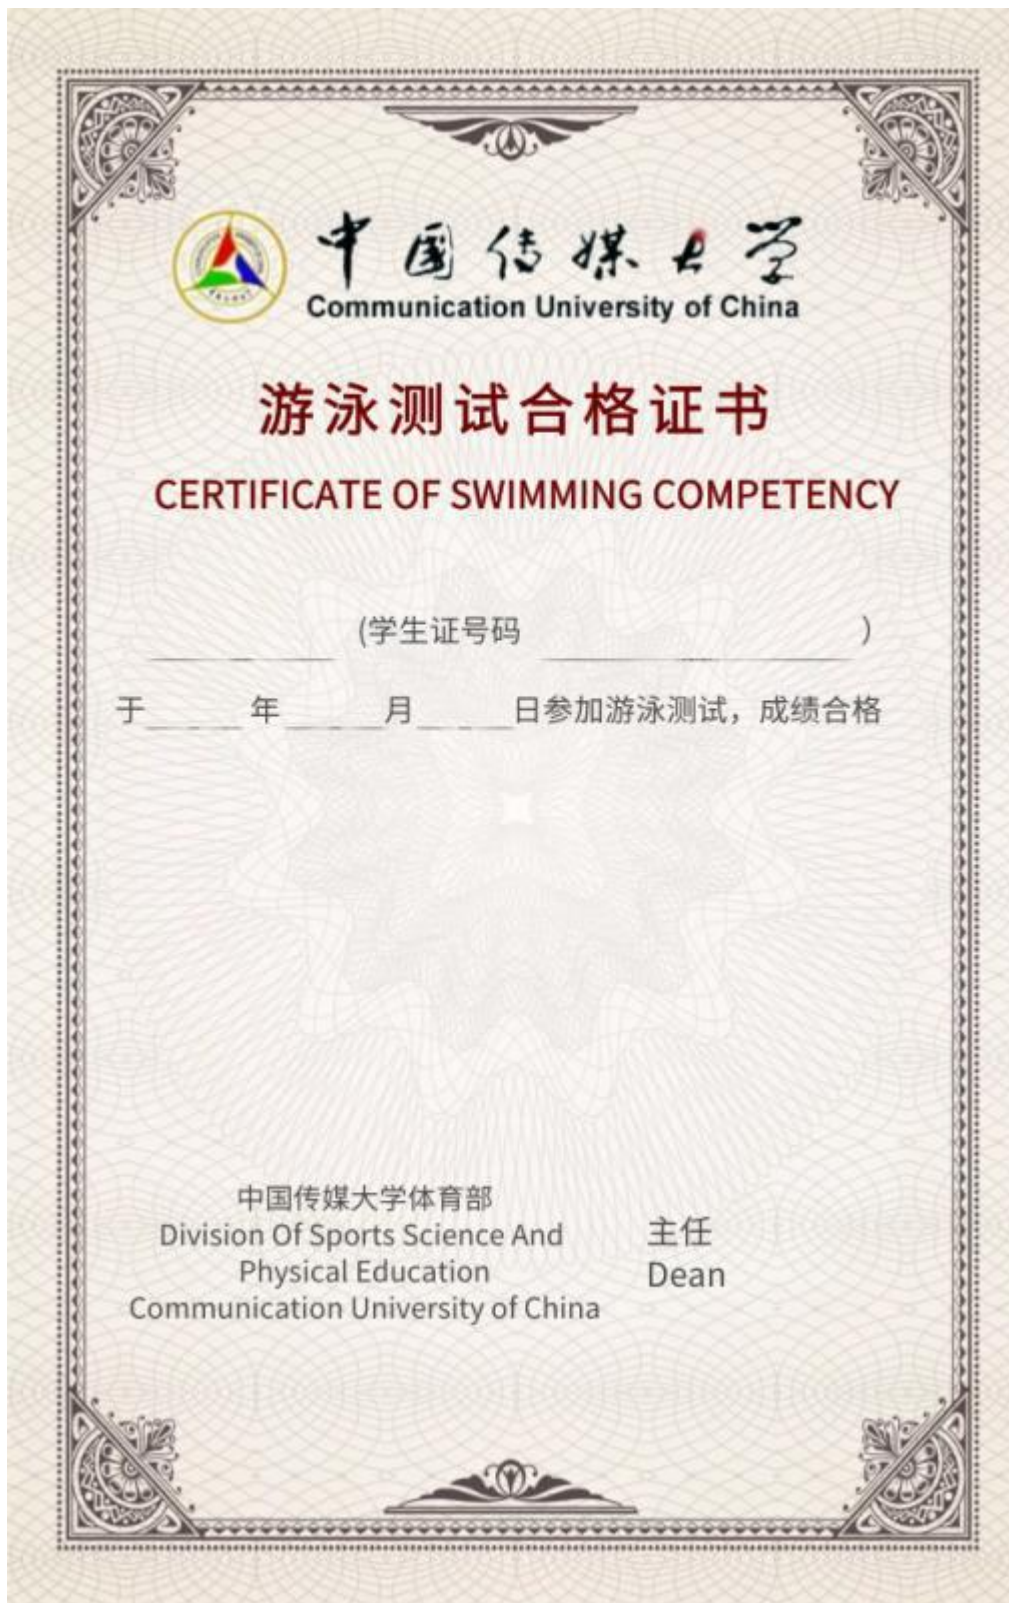 中国传媒大学
Communication University of China
游泳测试合格证书
CERTIFICATE OF SWIMMING COMPETENCY
(学生证号码 )
于 年 月 日参加游泳测试，成绩合格
中国传媒大学体育部
Division Of Sports Science And
Physical Education
Communication University of China
主任
Dean